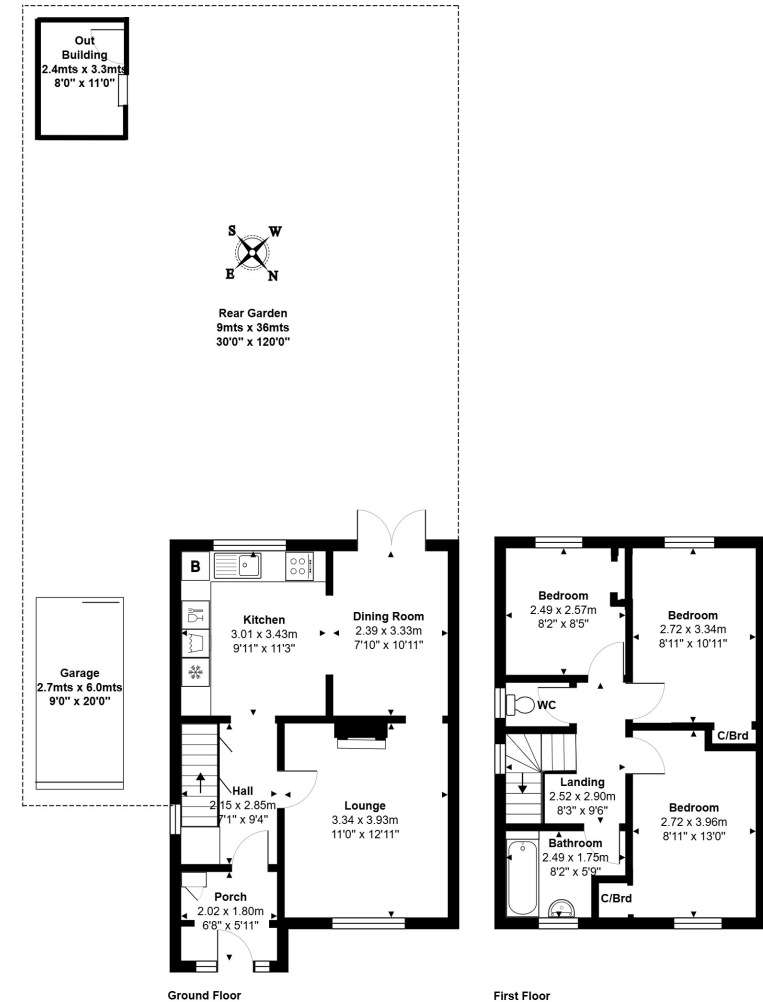 Out
Building
2.4mts x 3.3mts
8'0" x 11'0"
S W
E N
Rear Garden
9mts x 36mts
30'0" x 120'0"
B
Kitchen
3.01 x 3.43m
9'11" x 11'3"
Dining Room
2.39 x 3.33m
7'10" x 10'11"
Garage
2.7mts x 6.0mts
9'0" x 20'0"
Hall
2.15 x 2.85m
7'1" x 9'4"
Lounge
3.34 x 3.93m
11'0" x 12'11"
Porch
2.02 x 1.80m
6'8" x 5'11"
Ground Floor
Bedroom
2.49 x 2.57m
8'2" x 8'5"
Bedroom
2.72 x 3.34m
8'11" x 10'11"
WC
C/Brd
Landing
2.52 x 2.90m
8'3" x 9'6"
Bedroom
2.72 x 3.96m
8'11" x 13'0"
Bathroom
2.49 x 1.75m
8'2" x 5'9"
C/Brd
First Floor